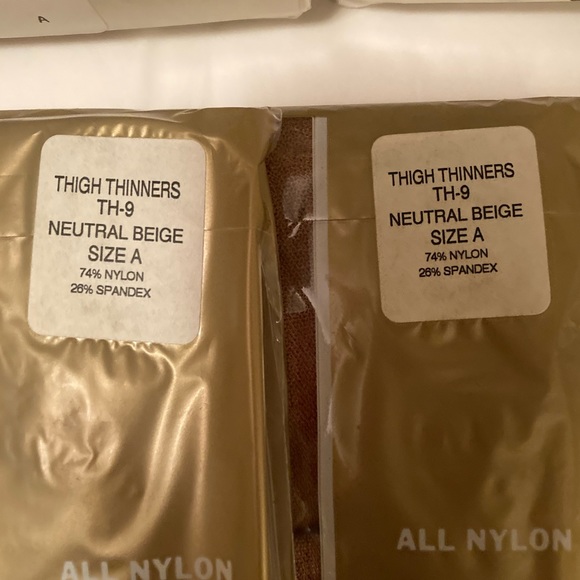 A
THIGH THINNERS
TH-9
NEUTRAL BEIGE
SIZE A
74% NYLON
26% SPANDEX
ALL NYLON
THIGH THINNERS
TH-9
NEUTRAL BEIGE
SIZE A
74% NYLON
26% SPANDEX
ALL NYLON